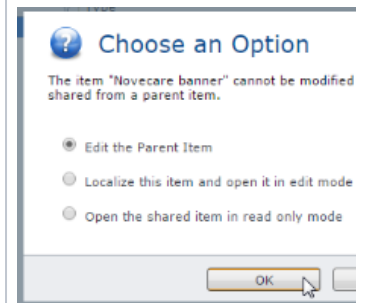 Choose an Option
The item "Novecare banner" cannot be modified
shared from a parent item.
Edit the Parent Item
Localize this item and open it in edit mode
Open the shared item in read only mode
OK